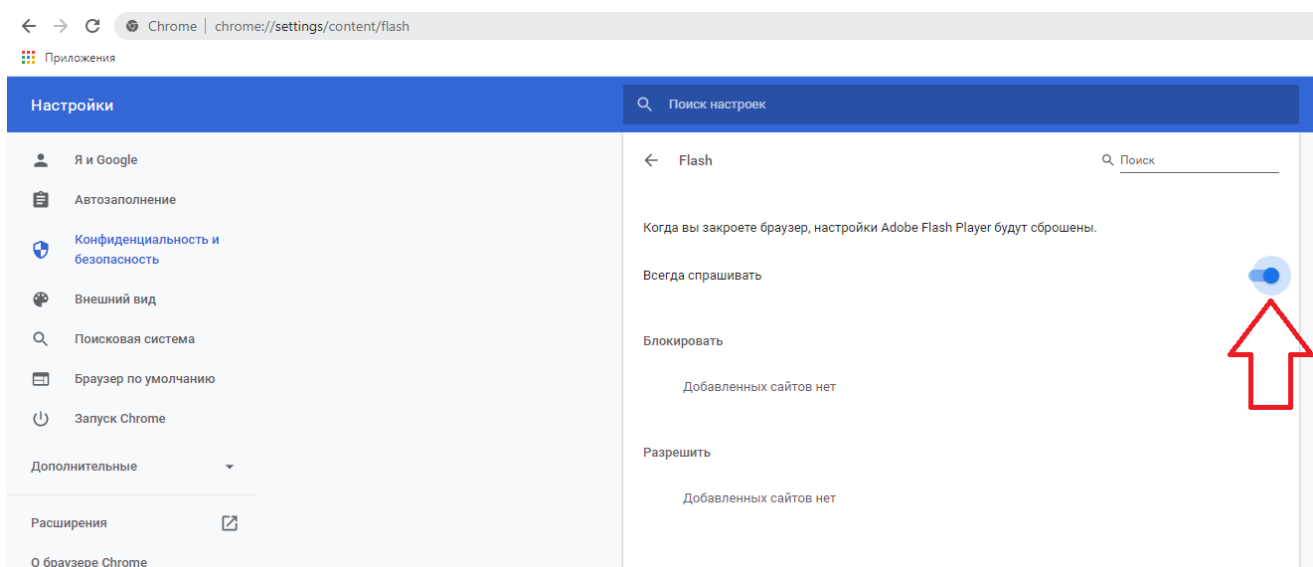 Chrome | chrome://settings/content/flash
Приложения
Настройки
Поиск настроек
Я и Google
Автозаполнение
Конфиденциальность и
безопасность
Внешний вид
Поисковая система
Браузер по умолчанию
Запуск Chrome
Дополнительные
Расширения
О браузере Chrome
Flash
Поиск
Когда вы закроете браузер, настройки Adobe Flash Player будут сброшены.
Всегда спрашивать
Блокировать
Добавленных сайтов нет
Разрешить
Добавленных сайтов нет